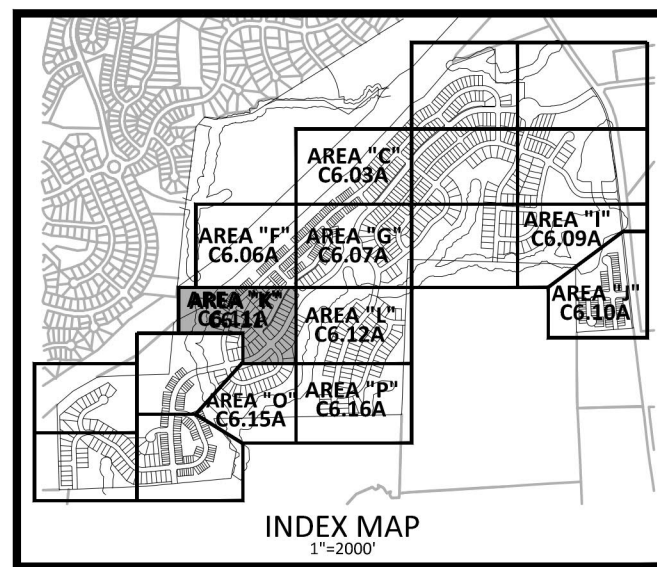 AREA "C"
C6.03A
AREA "F"
C6.06A
AREA "G"
C6.07A
AREA "I"
C6.09A
AREA "J"
C6.10A
AREA "K"
AREA "L"
C6.12A
AREA "O"
C6.15A
AREA "P"
C6.16A
INDEX MAP
1"=2000'